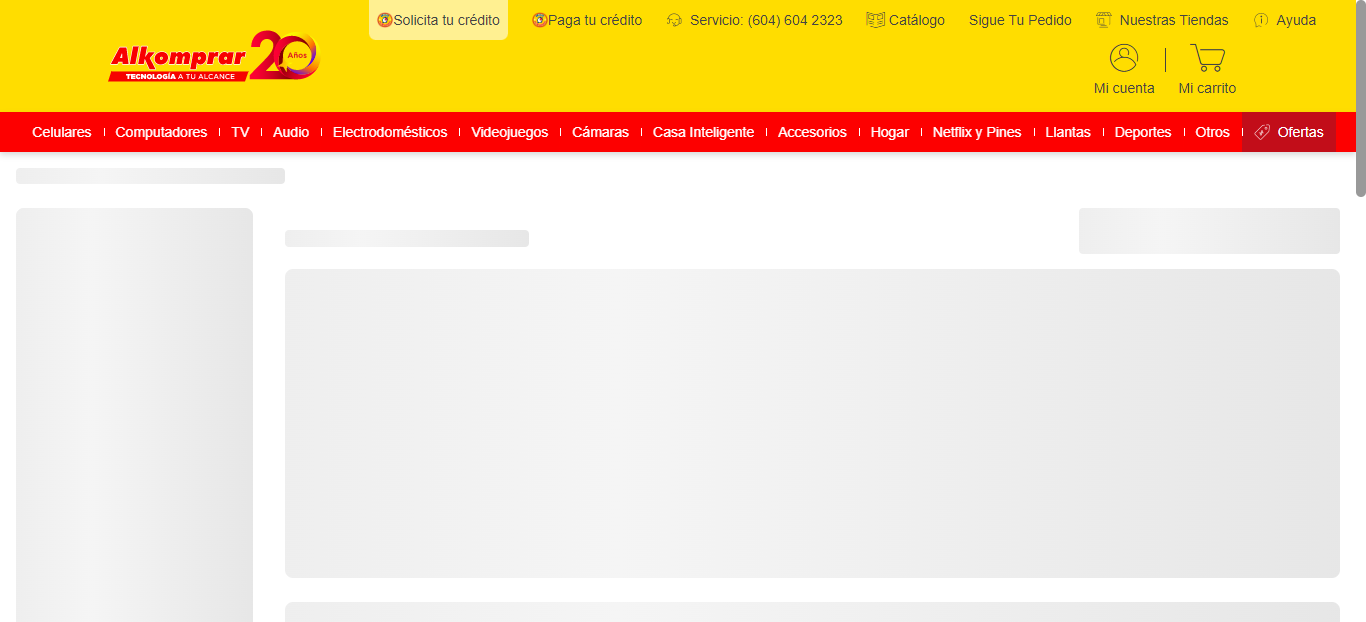 Solicita tu crédito
Paga tu crédito
Servicio: (604) 604 2323
Catálogo
Sigue Tu Pedido
Nuestras Tiendas
Ayuda
Alkomprar 20 Años
TECNOLOGÍA A TU ALCANCE
Mi cuenta
Mi carrito
Celulares
Computadores
TV
Audio
Electrodomésticos
Videojuegos
Cámaras
Casa Inteligente
Accesorios
Hogar
Netflix y Pines
Llantas
Deportes
Otros
Ofertas